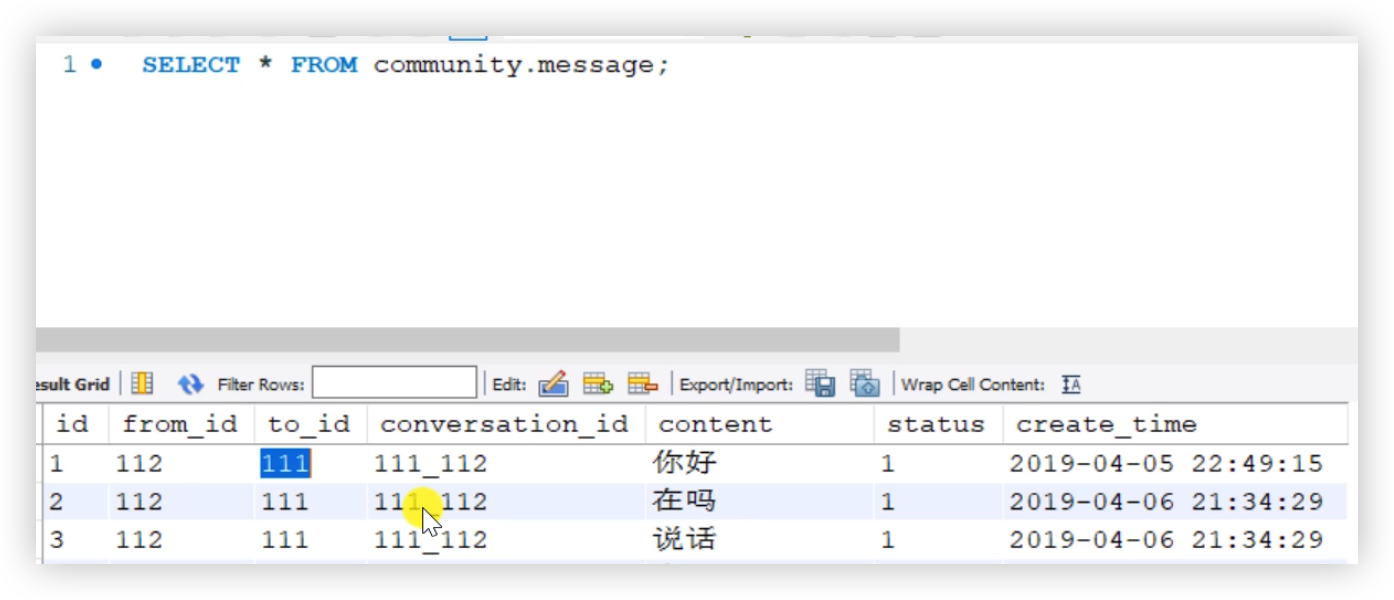 1 SELECT * FROM community.message;
esult Grid Filter Rows: Edit: Export/Import: Wrap Cell Content:
id from_id to_id conversation_id content status create_time
1 112 111 111_112 你好 1 2019-04-05 22:49:15
2 112 111 111_112 在吗 1 2019-04-06 21:34:29
3 112 111 111_112 说话 1 2019-04-06 21:34:29